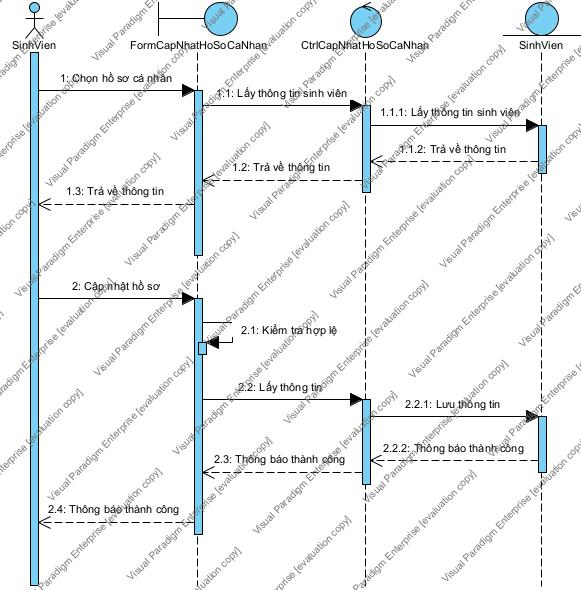 SinhVien
FormCapNhatHoSoCaNhan
CtrlCapNhatHoSoCaNhan
SinhVien
1: Chọn hồ sơ cá nhân
1.1: Lấy thông tin sinh viên
1.1.1: Lấy thông tin sinh viên
1.1.2: Trả về thông tin
1.2: Trả về thông tin
1.3: Trả về thông tin
2: Cập nhật hồ sơ
2.1: Kiểm tra hợp lệ
2.2: Lấy thông tin
2.2.1: Lưu thông tin
2.2.2: Thông báo thành công
2.3: Thông báo thành công
2.4: Thông báo thành công
Visual Paradigm Enterprise [evaluation copy]